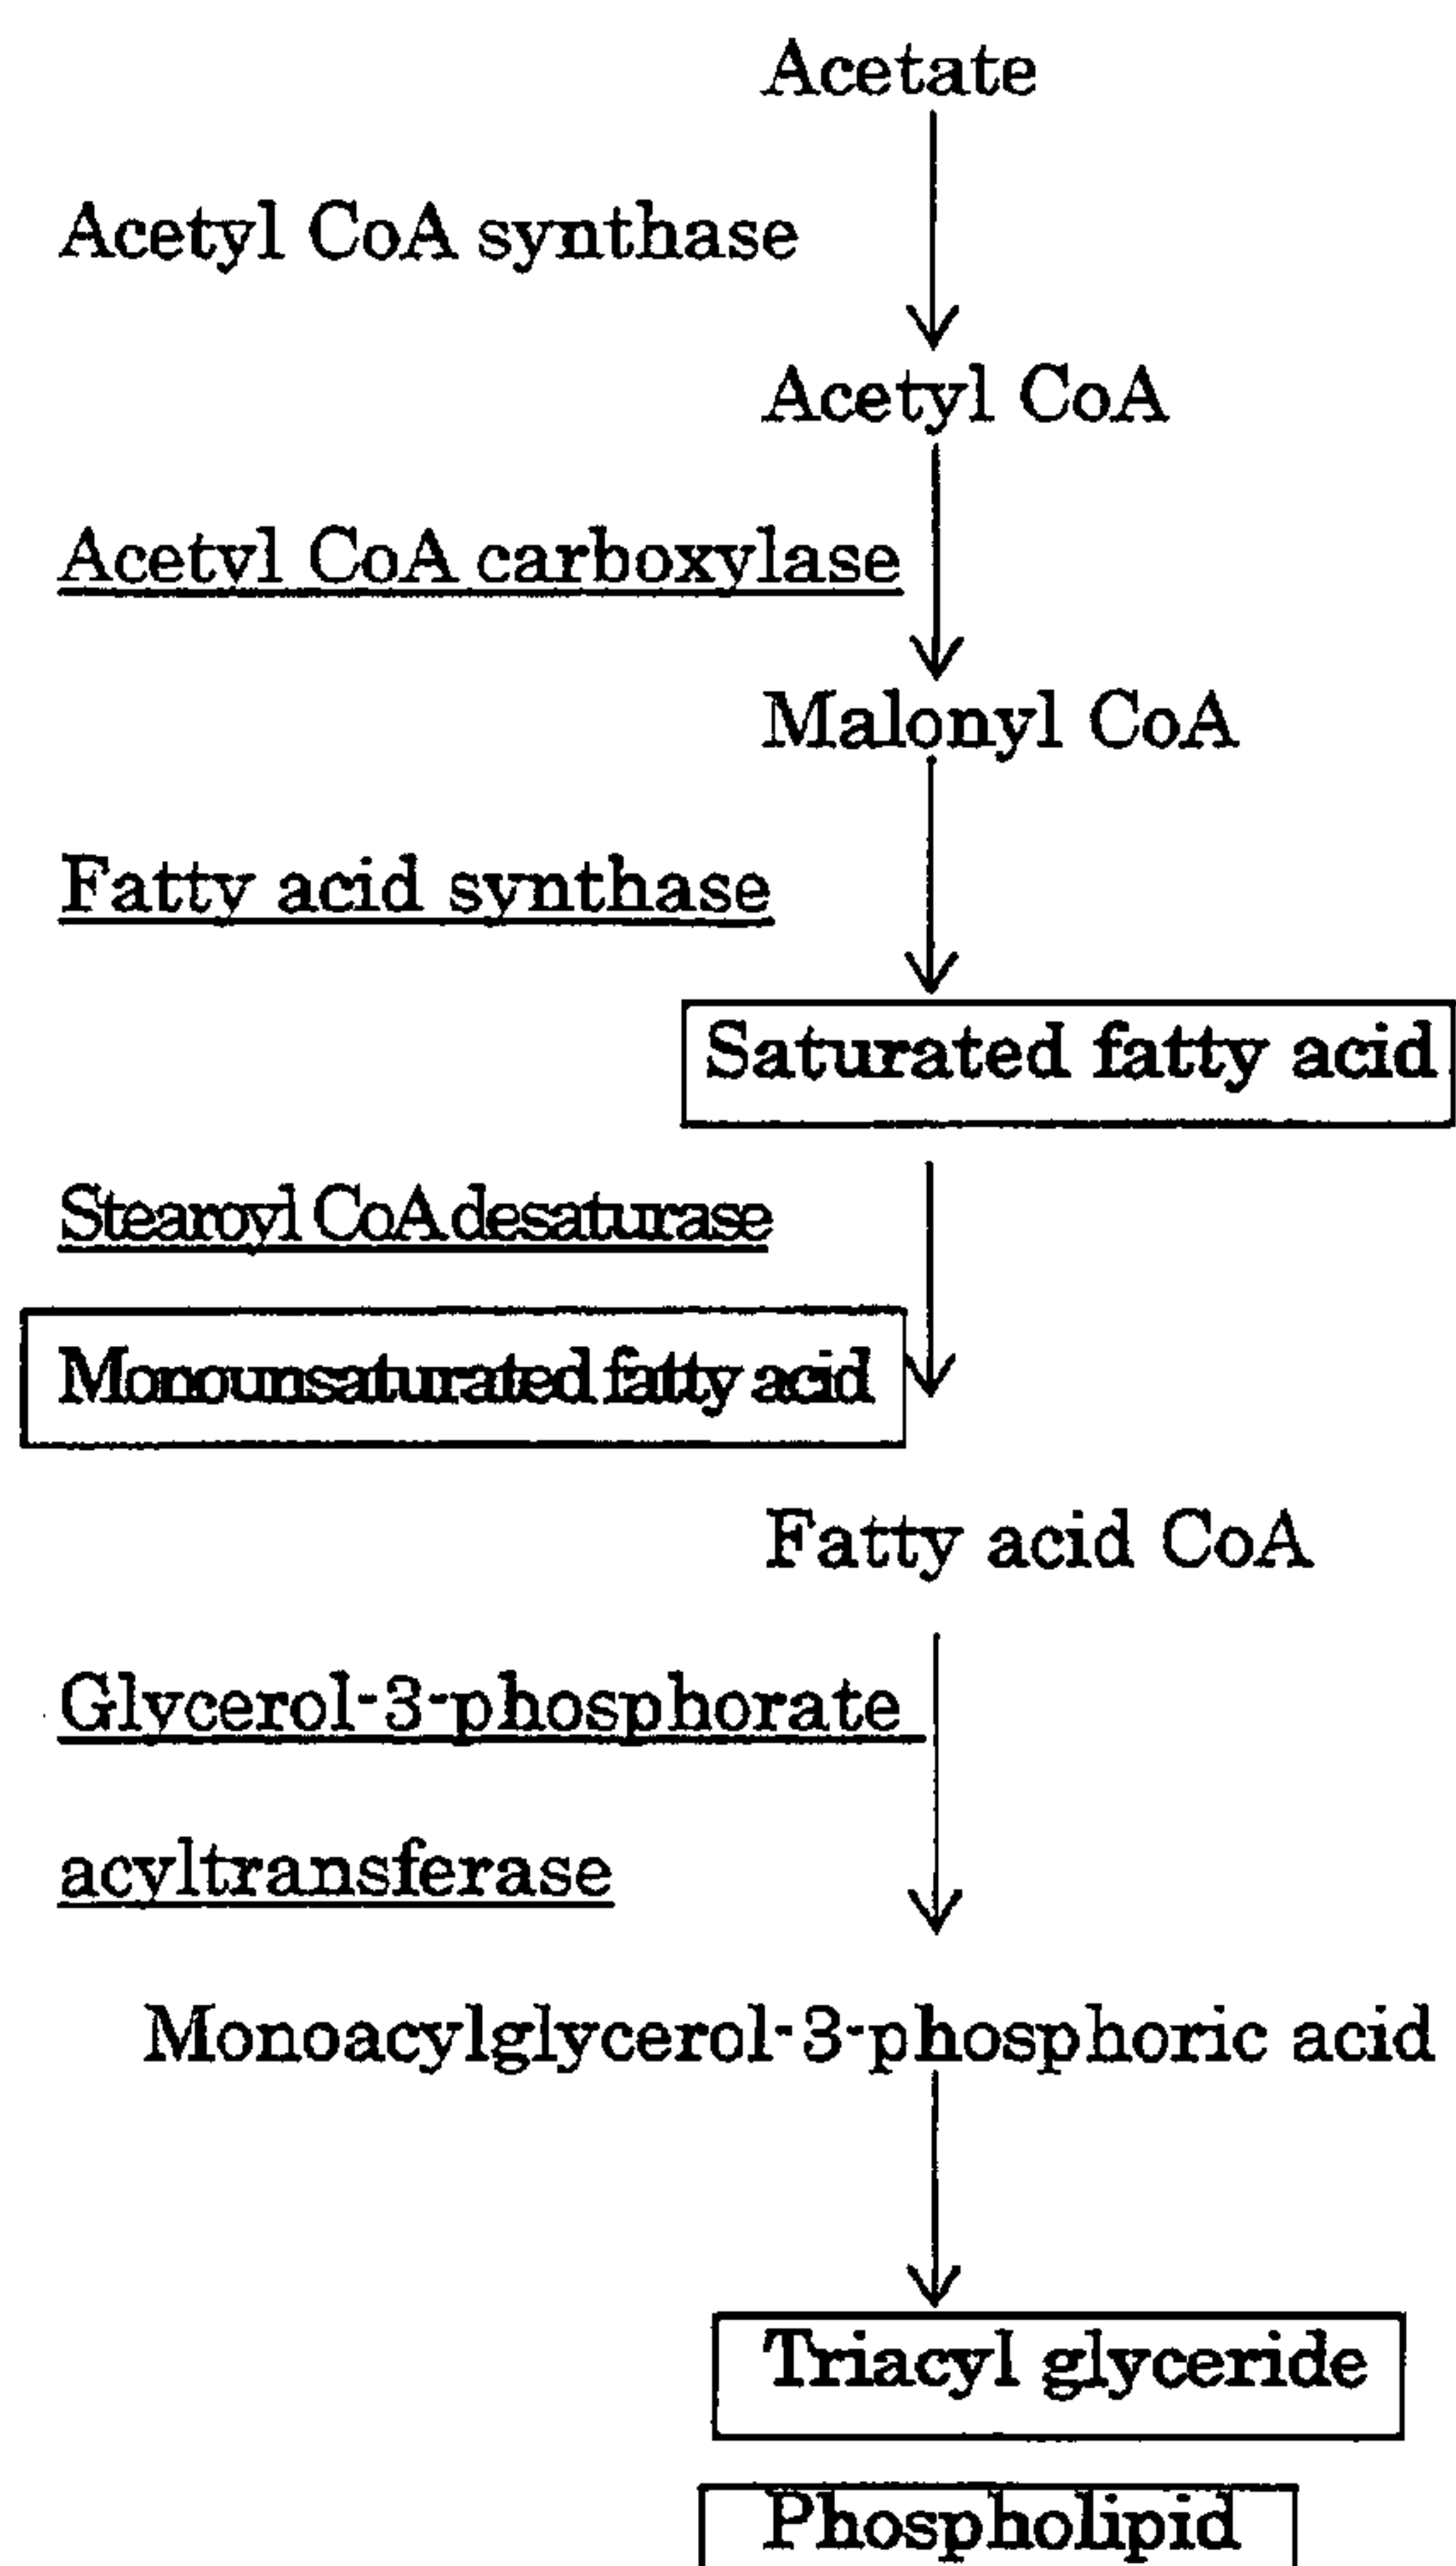 Acetate
Acetyl CoA synthase
Acetyl CoA
Acetyl CoA carboxylase
Malonyl CoA
Fatty acid synthase
Saturated fatty acid
Stearoyl CoA desaturase
Monounsaturated fatty acid
Fatty acid CoA
Glycerol-3-phosphorate
acyltransferase
Monoacylglycerol-3-phosphoric acid
Triacyl glyceride
Phospholipid